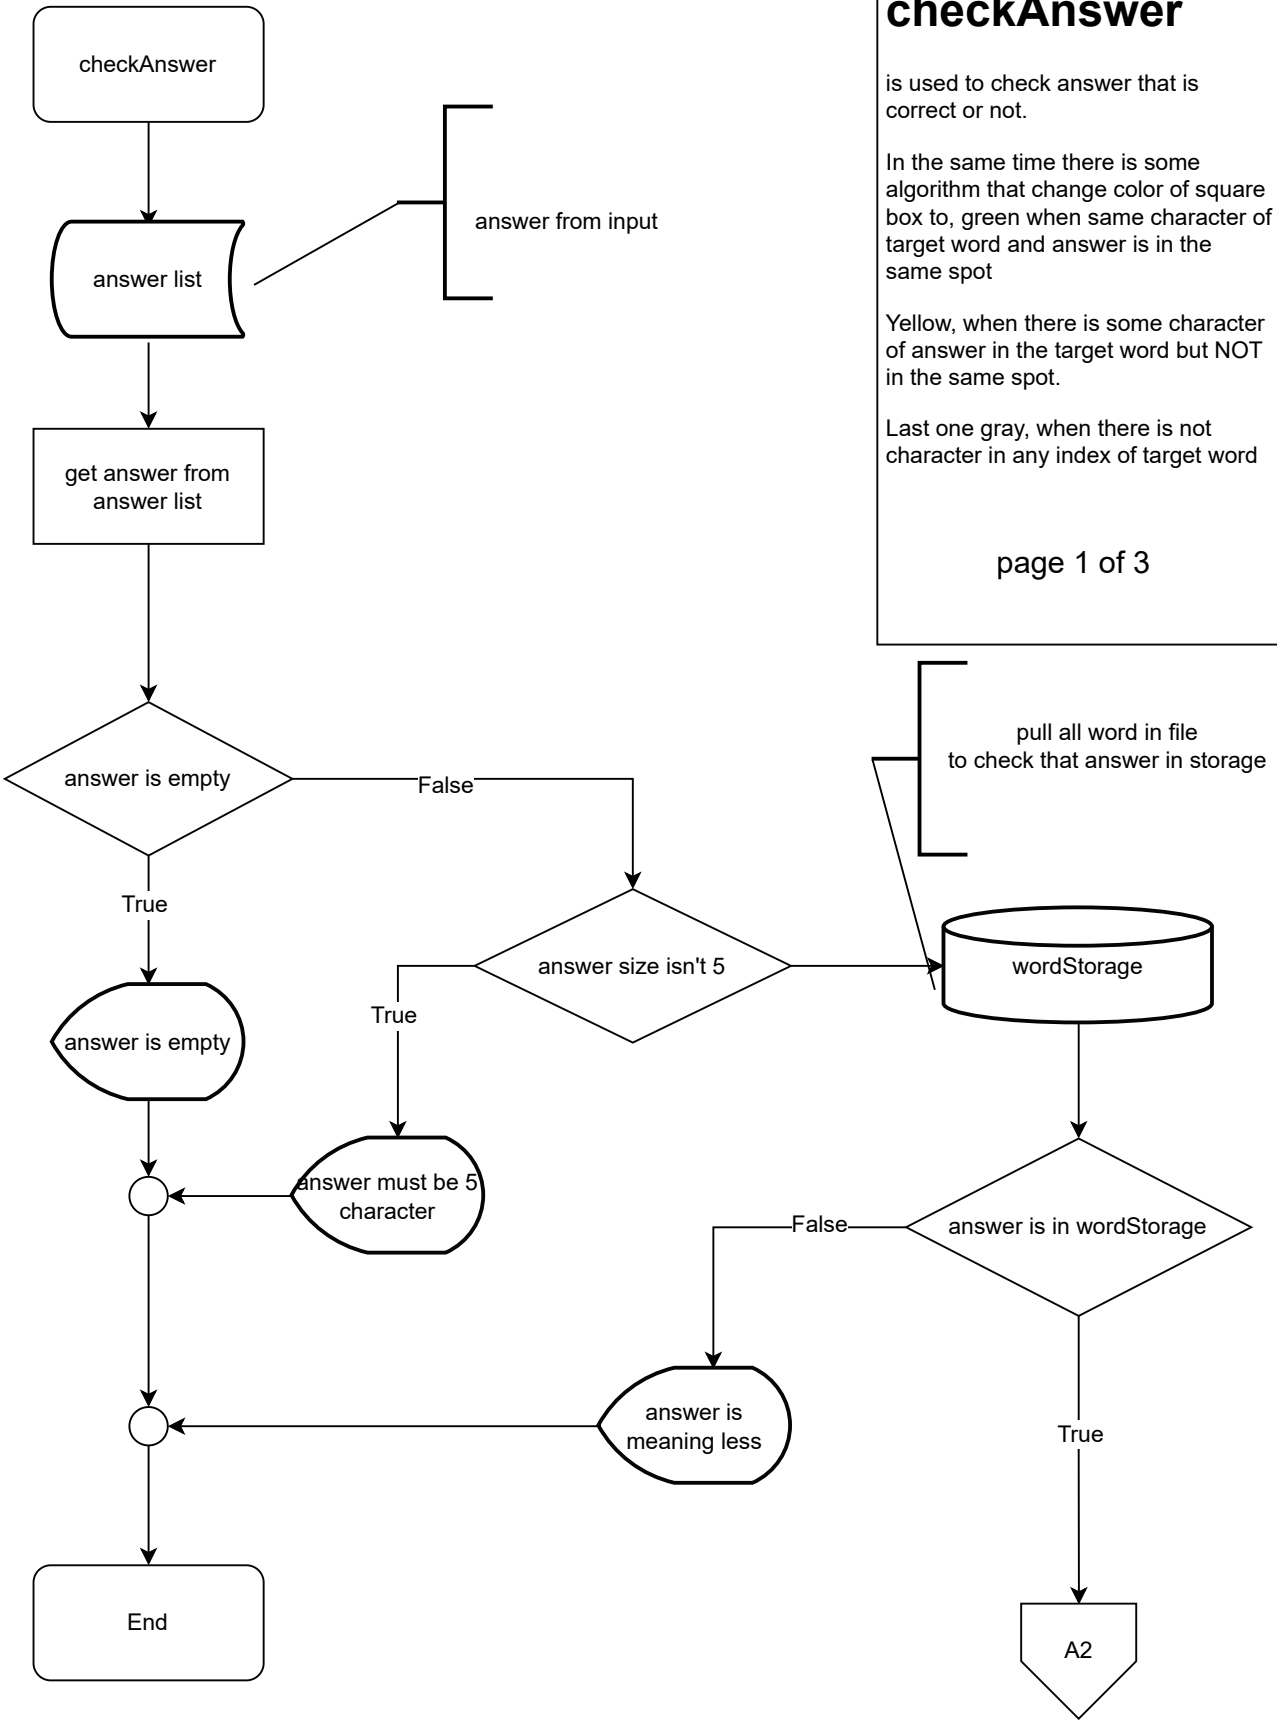 checkAnswer
is used to check answer that is
correct or not.
In the same time there is some
algorithm that change color of square
box to, green when same character of
target word and answer is in the
same spot
Yellow, when there is some character
of answer in the target word but NOT
in the same spot.
Last one gray, when there is not
character in any index of target word
page 1 of 3
checkAnswer
answer from input
answer list
get answer from
answer list
pull all word in file
to check that answer in storage
answer is empty
False
True
answer size isn't 5
wordStorage
True
answer is empty
answer must be 5
character
False
answer is in wordStorage
answer is
meaning less
True
End
A2